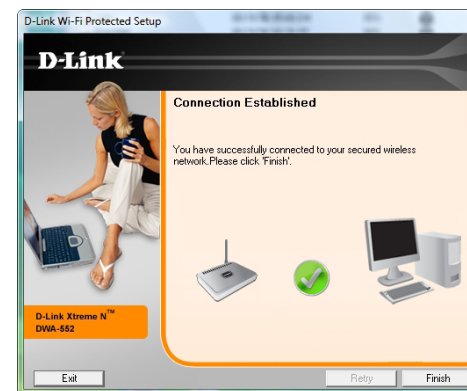 D-Link Wi-Fi Protected Setup
D-Link
Connection Established
You have successfully connected to your secured wireless
network.Please click 'Finish'.
D-Link Xtreme N™
DWA-552
Exit
Retry
Finish